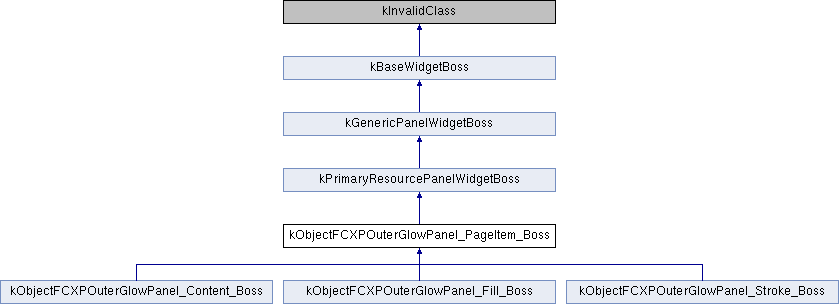 kInvalidClass
kBaseWidgetBoss
kGenericPanelWidgetBoss
kPrimaryResourcePanelWidgetBoss
kObjectFCXPOuterGlowPanel_PageItem_Boss
kObjectFCXPOuterGlowPanel_Content_Boss
kObjectFCXPOuterGlowPanel_Fill_Boss
kObjectFCXPOuterGlowPanel_Stroke_Boss